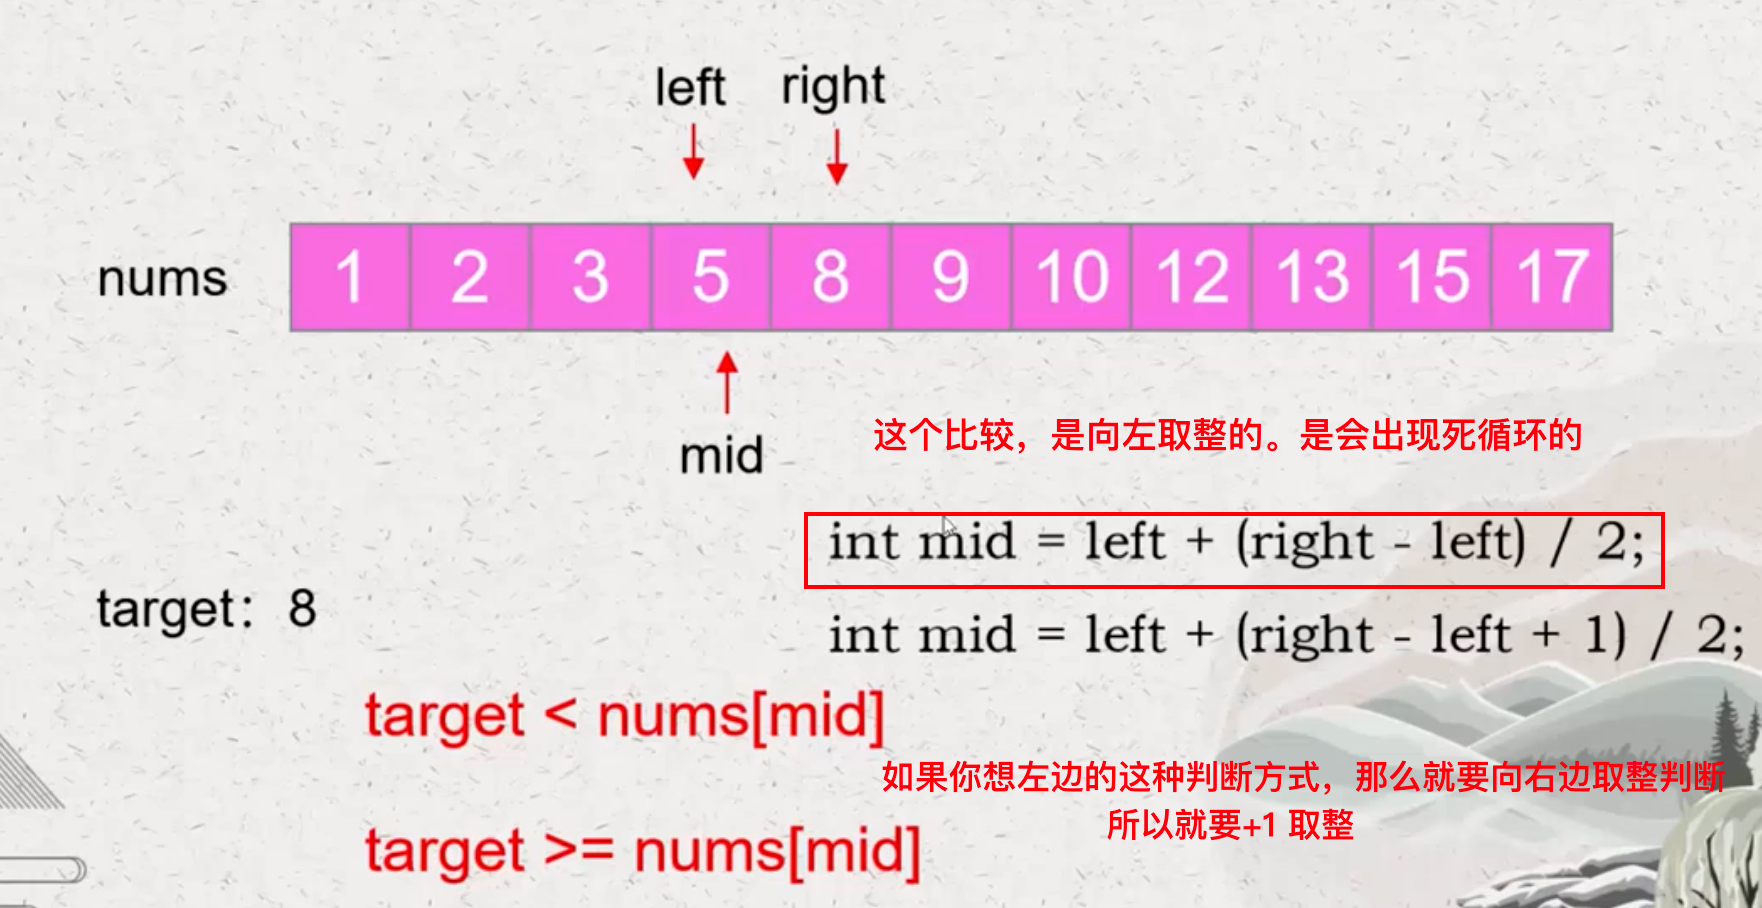 left right
nums 1 2 3 5 8 9 10 12 13 15 17
mid
这个比较，是向左取整的。是会出现死循环的
int mid = left + (right - left) / 2;
target: 8
int mid = left + (right - left + 1) / 2;
target < nums[mid]
如果你想左边的这种判断方式，那么就要向右边取整判断
所以就要+1 取整
target >= nums[mid]